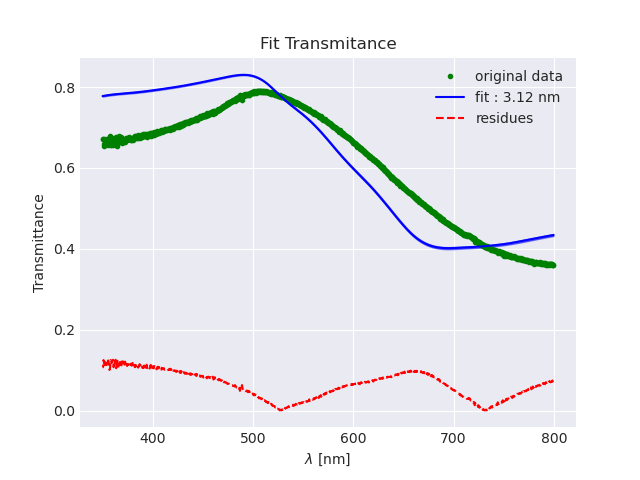 Fit Transmitance
original data
fit : 3.12 nm
residues
Transmittance
0.8
0.6
0.4
0.2
0.0
400
500
600
700
800
λ [nm]